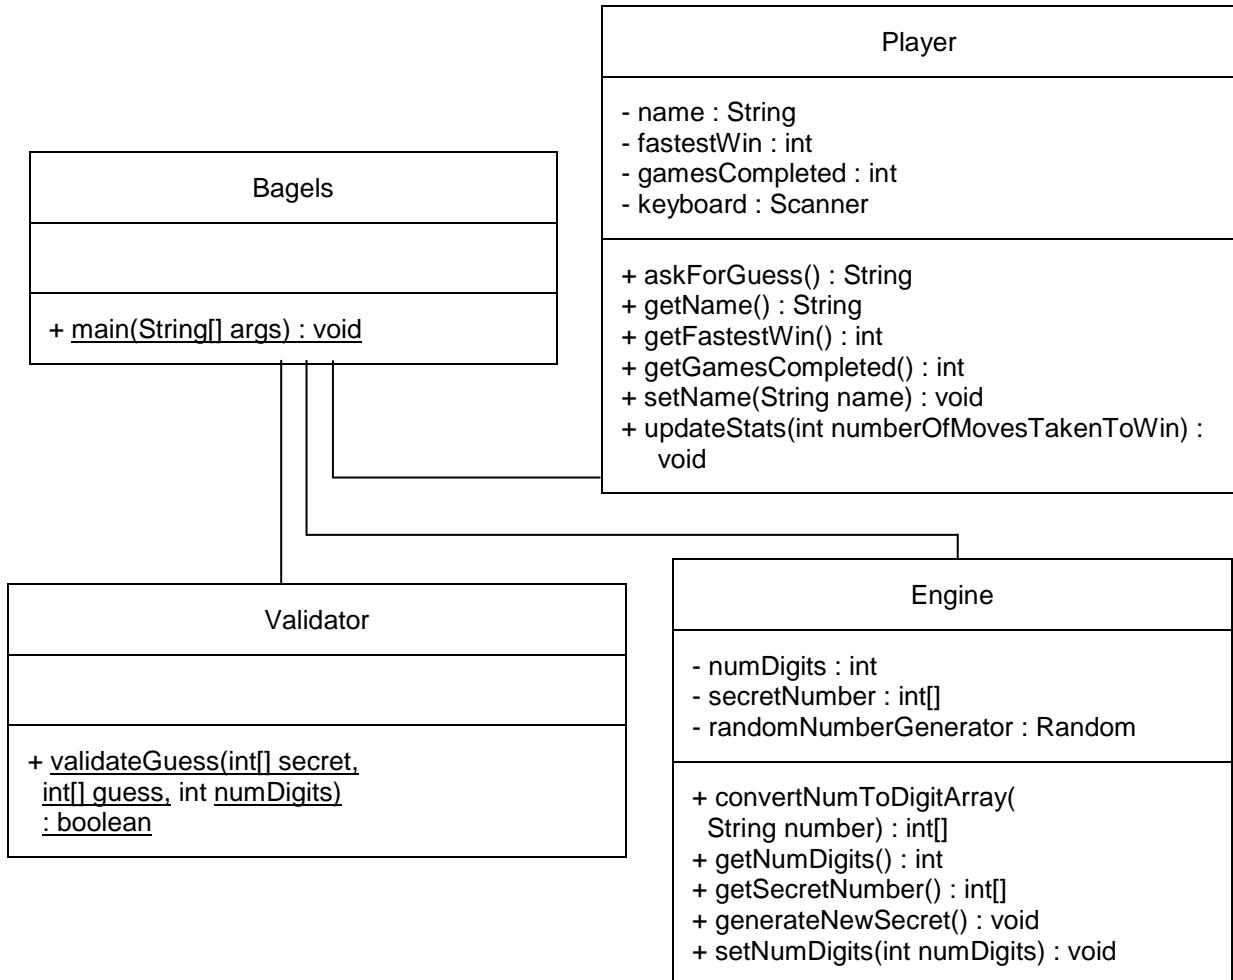 Player
- name : String
- fastestWin : int
- gamesCompleted : int
- keyboard : Scanner
+ askForGuess() : String
+ getName() : String
+ getFastestWin() : int
+ getGamesCompleted() : int
+ setName(String name) : void
+ updateStats(int numberOfMovesTakenToWin) :
void
Bagels
+ main(String[] args) : void
Validator
+ validateGuess(int[] secret,
int[] guess, int numDigits)
: boolean
Engine
- numDigits : int
- secretNumber : int[]
- randomNumberGenerator : Random
+ convertNumToDigitArray(
String number) : int[]
+ getNumDigits() : int
+ getSecretNumber() : int[]
+ generateNewSecret() : void
+ setNumDigits(int numDigits) : void